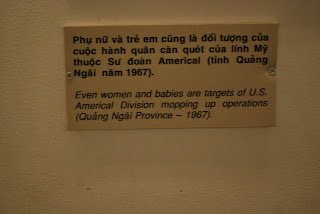 Phụ nữ và trẻ em cũng là đối tượng của
cuộc hành quân càn quét của lính Mỹ
thuộc Sư đoàn Americal (tỉnh Quảng
Ngãi năm 1967).
Even women and babies are targets of U.S.
Americal Division mopping up operations
(Quảng Ngãi Province – 1967).